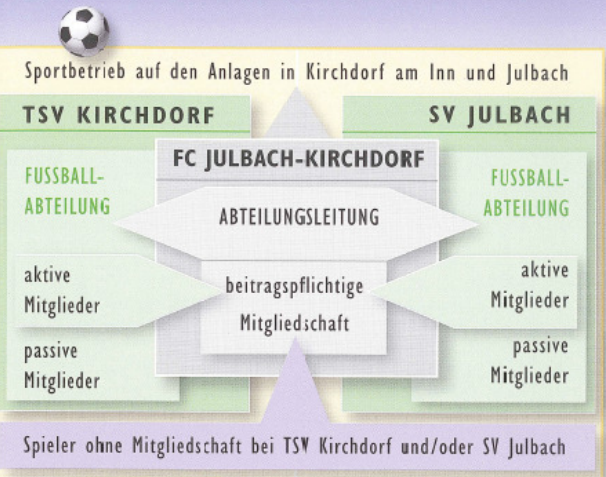 Sportbetrieb auf den Anlagen in Kirchdorf am Inn und Julbach
TSV KIRCHDORF
SV JULBACH
FC JULBACH-KIRCHDORF
FUSSBALL-
ABTEILUNG
ABTEILUNGSLEITUNG
FUSSBALL-
ABTEILUNG
aktive
Mitglieder
beitragspflichtige
Mitgliedschaft
aktive
Mitglieder
passive
Mitglieder
passive
Mitglieder
Spieler ohne Mitgliedschaft bei TSV Kirchdorf und/oder SV Julbach